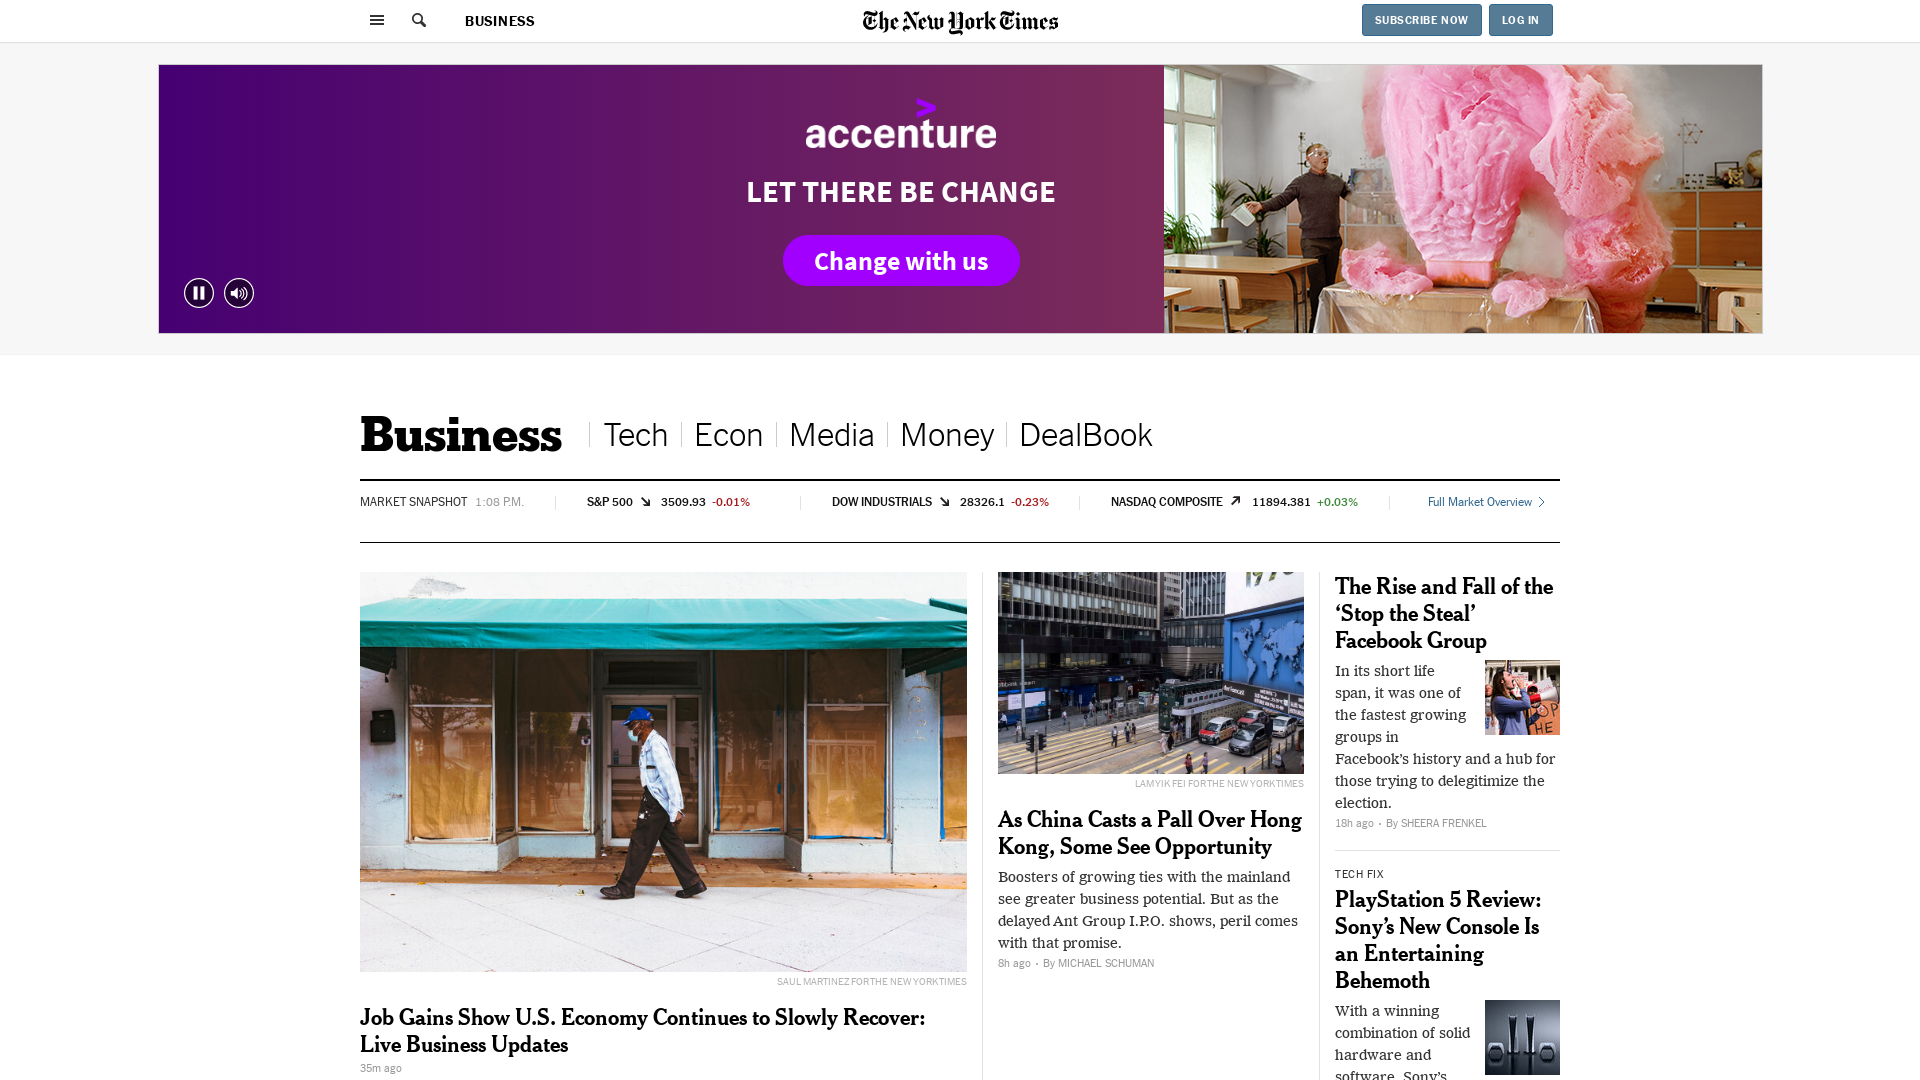 BUSINESS
The New York Times
SUBSCRIBE NOW
LOG IN
accenture
LET THERE BE CHANGE
Change with us
Business
Tech
Econ
Media
Money
DealBook
MARKET SNAPSHOT 1:08 P.M.
S&P 500 3509.93 -0.01%
DOW INDUSTRIALS 28326.1 -0.23%
NASDAQ COMPOSITE 11894.381 +0.03%
Full Market Overview
SAUL MARTINEZ FOR THE NEW YORK TIMES
Job Gains Show U.S. Economy Continues to Slowly Recover:
Live Business Updates
35m ago
LAM YIK FEI FOR THE NEW YORK TIMES
As China Casts a Pall Over Hong
Kong, Some See Opportunity
Boosters of growing ties with the mainland
see greater business potential. But as the
delayed Ant Group I.P.O. shows, peril comes
with that promise.
8h ago • By MICHAEL SCHUMAN
The Rise and Fall of the
‘Stop the Steal’
Facebook Group
In its short life
span, it was one of
the fastest growing
groups in
Facebook’s history and a hub for
those trying to delegitimize the
election.
18h ago • By SHEERA FRENKEL
TECH FIX
PlayStation 5 Review:
Sony’s New Console Is
an Entertaining
Behemoth
With a winning
combination of solid
hardware and
software, Sony’s